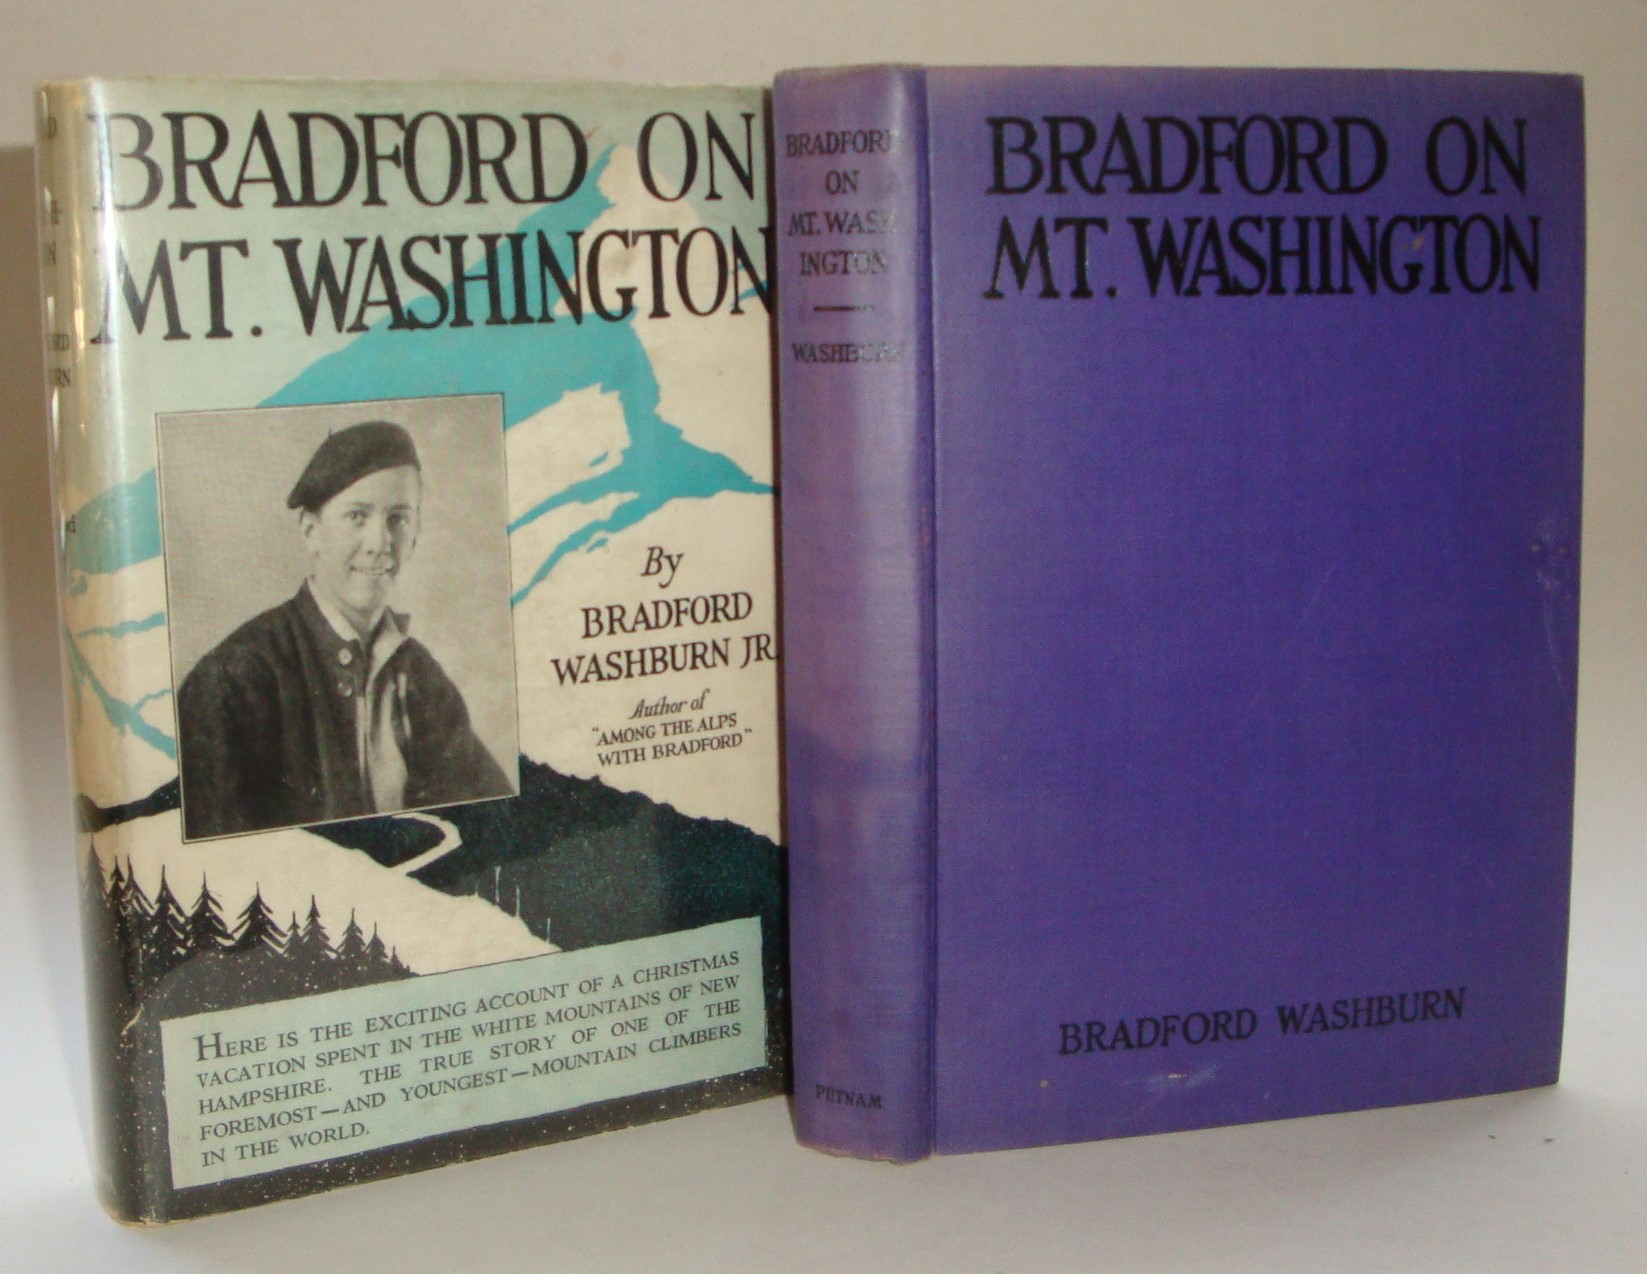 BRADFORD ON
MT. WASHINGTON
By
BRADFORD
WASHBURN JR.
Author of
"AMONG THE ALPS
WITH BRADFORD"
HERE IS THE EXCITING ACCOUNT OF A CHRISTMAS
VACATION SPENT IN THE WHITE MOUNTAINS OF NEW
HAMPSHIRE. THE TRUE STORY OF ONE OF THE
FOREMOST—AND YOUNGEST—MOUNTAIN CLIMBERS
IN THE WORLD.
BRADFORD
ON
MT. WASH-
INGTON
WASHBURN
PUTNAM
BRADFORD ON
MT. WASHINGTON
BRADFORD WASHBURN